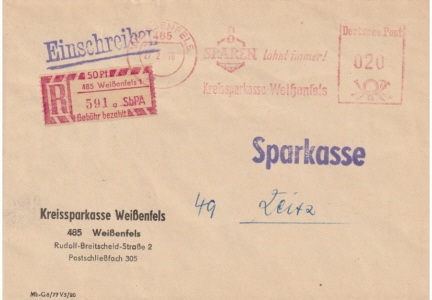 Einschreiben
WEISSENFELS
485
Deutsche Post
SPAREN lohnt immer!
020
Kreissparkasse Weißenfels
50 Pf
485 Weißenfels 1
R 591 a SbPA
Gebühr bezahlt
Sparkasse
49 Zeitz
Kreissparkasse Weißenfels
485 Weißenfels
Rudolf-Breitscheid-Straße 2
Postschließfach 305